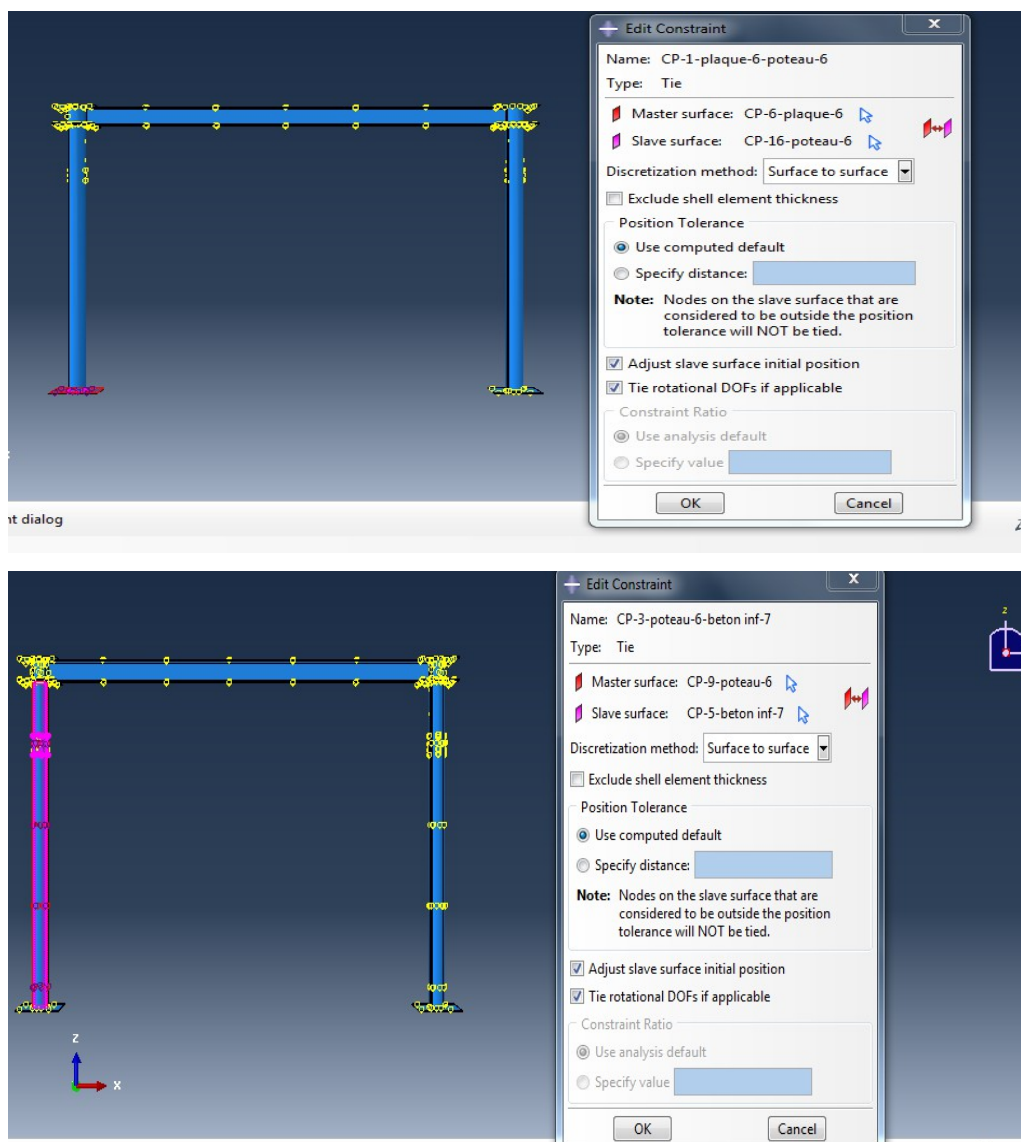 Edit Constraint
X
Name: CP-1-plaque-6-poteau-6
Type: Tie
Master surface: CP-6-plaque-6
Slave surface: CP-16-poteau-6
Discretization method: Surface to surface
Exclude shell element thickness
Position Tolerance
Use computed default
Specify distance:
Note: Nodes on the slave surface that are
considered to be outside the position
tolerance will NOT be tied.
Adjust slave surface initial position
Tie rotational DOFs if applicable
Constraint Ratio
Use analysis default
Specify value
OK Cancel
nt dialog
Edit Constraint
X
Name: CP-3-poteau-6-beton inf-7
Type: Tie
Master surface: CP-9-poteau-6
Slave surface: CP-5-beton inf-7
Discretization method: Surface to surface
Exclude shell element thickness
Position Tolerance
Use computed default
Specify distance:
Note: Nodes on the slave surface that are
considered to be outside the position
tolerance will NOT be tied.
Adjust slave surface initial position
Tie rotational DOFs if applicable
Constraint Ratio
Use analysis default
Specify value
OK Cancel
z
z
x